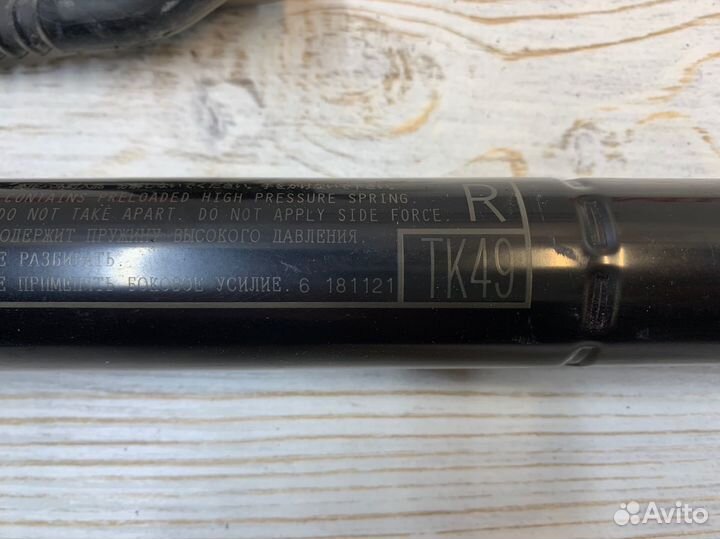 CONTAINS PRELOADED HIGH PRESSURE SPRING.
DO NOT TAKE APART. DO NOT APPLY SIDE FORCE.
ОДЕРЖИТ ПРУЖИНУ ВЫСОКОГО ДАВЛЕНИЯ.
Е РАЗБИРАТЬ.
Е ПРИМЕНЯТЬ БОКОВОЕ УСИЛИЕ. 6 181121
R
TK49
Avito